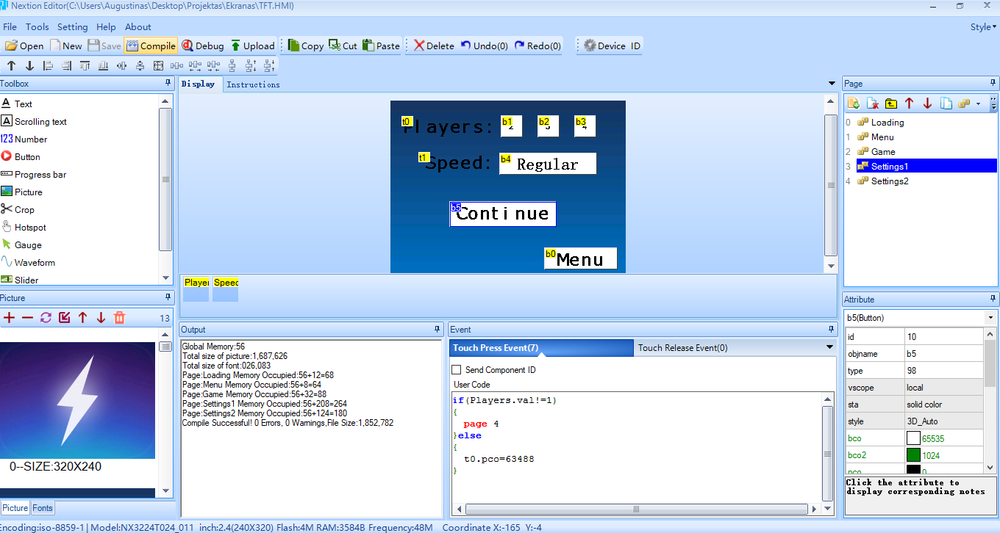 Nextion Editor(C:\Users\Augustinas\Desktop\Projektas\Ekranas\TFT.HMI)
File Tools Setting Help About Style
Open New Save Compile Debug Upload Copy Cut Paste Delete Undo(0) Redo(0) Device ID
Toolbox
Text
Scrolling text
123 Number
Button
Progress bar
Picture
Crop
Hotspot
Gauge
Waveform
Slider
Picture
13
0--SIZE:320X240
Picture Fonts
Display Instructions
t0 Players: b1 2 b2 3 b3 4
t1 Speed: b4 Regular
b5 Continue
b0 Menu
Player Speed
Output
Global Memory:56
Total size of picture:1,687,626
Total size of font:026,083
Page:Loading Memory Occupied:56+12=68
Page:Menu Memory Occupied:56+8=64
Page:Game Memory Occupied:56+32=88
Page:Settings1 Memory Occupied:56+208=264
Page:Settings2 Memory Occupied:56+124=180
Compile Successful! 0 Errors, 0 Warnings,File Size:1,852,782
Event
Touch Press Event(7) Touch Release Event(0)
Send Component ID
User Code
if(Players.val!=1)
{
page 4
}else
{
t0.pco=63488
}
Page
0 Loading
1 Menu
2 Game
3 Settings1
4 Settings2
Attribute
b5(Button)
id 10
objname b5
type 98
vscope local
sta solid color
style 3D_Auto
bco 65535
bco2 1024
pco 0
Click the attribute to
display corresponding notes
Encoding:iso-8859-1 Model:NX3224T024_011 inch:2.4(240X320) Flash:4M RAM:3584B Frequency:48M Coordinate X:-165 Y:-4